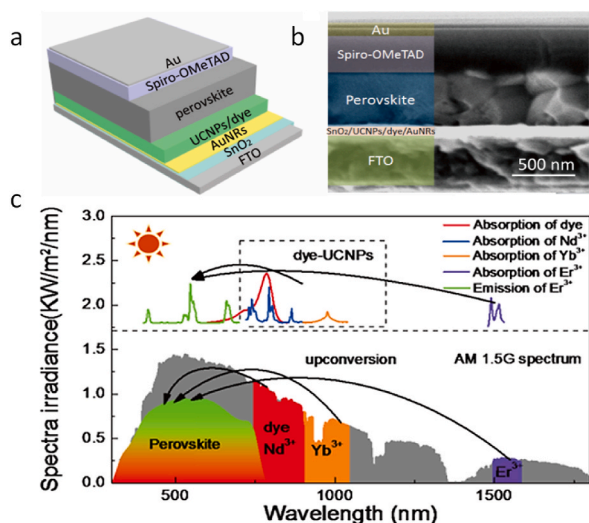 a
Au
Spiro-OMeTAD
perovskite
UCNPs/dye
AuNRs
SnO₂
FTO
b
Au
Spiro-OMeTAD
Perovskite
SnO₂/UCNPs/dye/AuNRs
FTO
500 nm
c
Spectra irradiance(KW/m²/nm)
3.0
2.5
2.0
1.5
1.0
0.5
0.0
dye-UCNPs
Absorption of dye
Absorption of Nd³⁺
Absorption of Yb³⁺
Absorption of Er³⁺
Emission of Er³⁺
upconversion
AM 1.5G spectrum
Perovskite
dye
Nd³⁺
Yb³⁺
Er³⁺
500
1000
1500
Wavelength (nm)